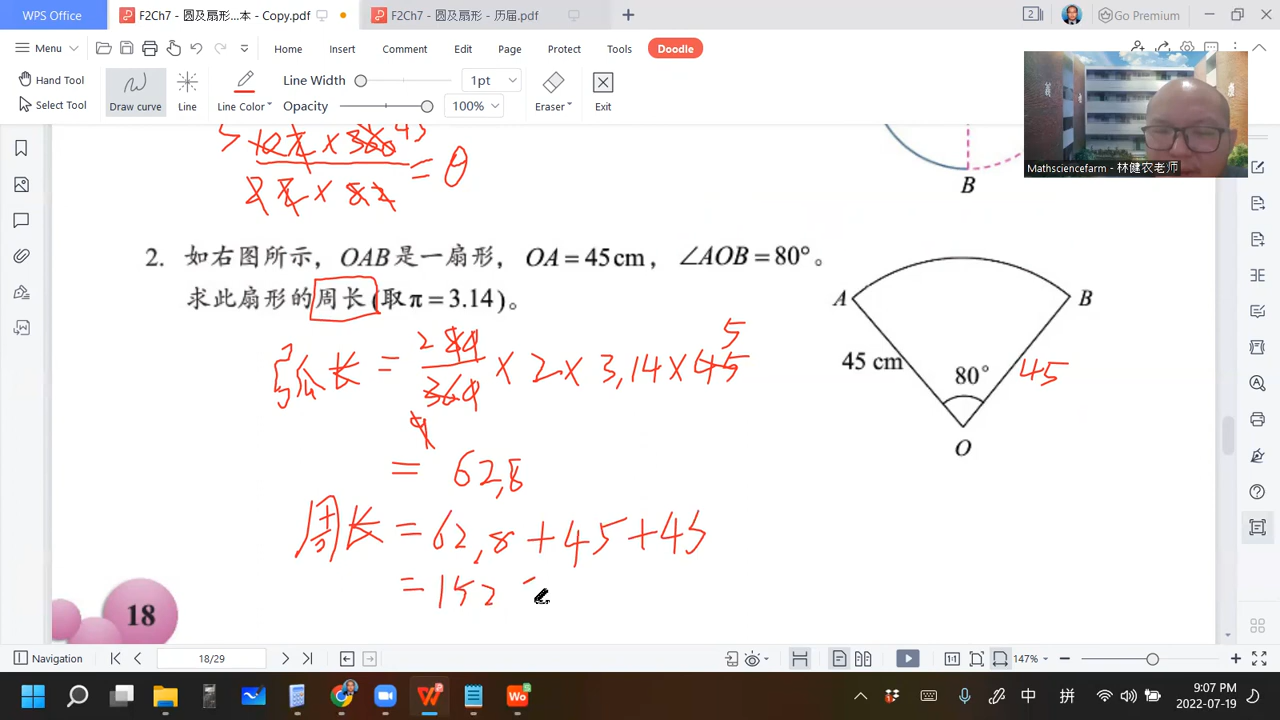 WPS Office
F2Ch7 - 圆及扇形...本 - Copy.pdf
F2Ch7 - 圆及扇形 - 历届.pdf
2
Go Premium
Menu
Home
Insert
Comment
Edit
Page
Protect
Tools
Doodle
Hand Tool
Select Tool
Draw curve
Line
Line Color
Line Width
1pt
Opacity
100%
Eraser
Exit
Mathsciencefarm - 林健农老师
= θ
B
2. 如右图所示，OAB是一扇形，OA = 45 cm，∠AOB = 80°。
求此扇形的周长(取π = 3.14)。
A
B
45 cm
45
80°
O
弧长 = × 2 × 3.14 × 45
5
= 62.8
周长 = 62.8 + 45 + 45
= 152
18
Navigation
18/29
147%
中
拼
9:07 PM
2022-07-19